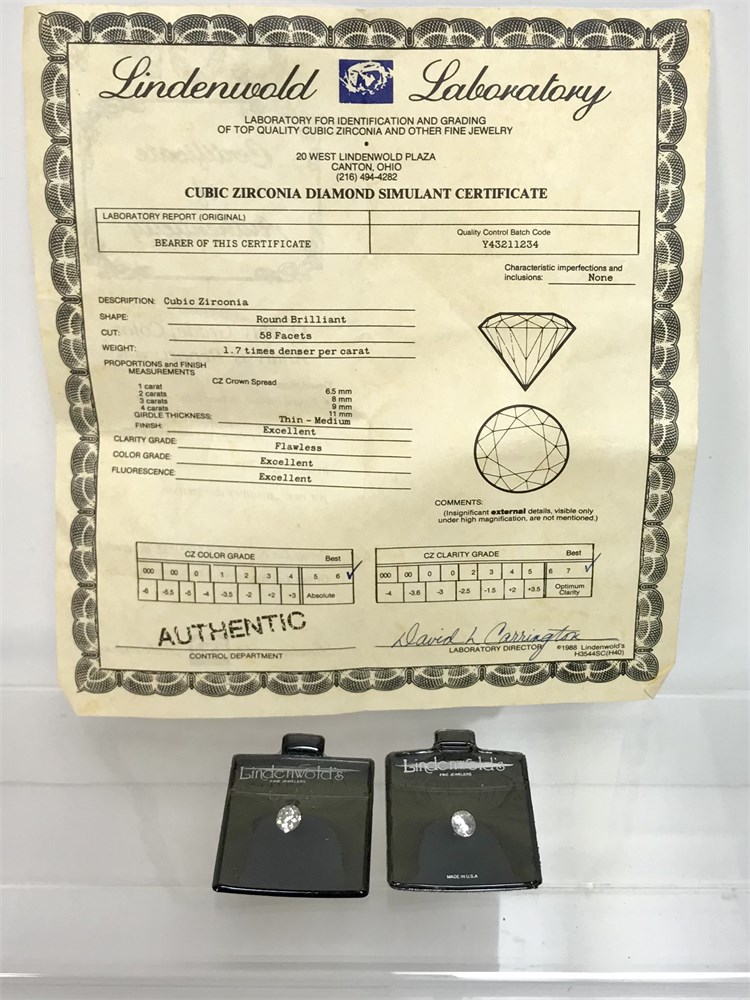 Lindenwold Laboratory
LABORATORY FOR IDENTIFICATION AND GRADING
OF TOP QUALITY CUBIC ZIRCONIA AND OTHER FINE JEWELRY
•
20 WEST LINDENWOLD PLAZA
CANTON, OHIO
(216) 494-4282
CUBIC ZIRCONIA DIAMOND SIMULANT CERTIFICATE
LABORATORY REPORT (ORIGINAL)
BEARER OF THIS CERTIFICATE
Quality Control Batch Code
Y43211234
Characteristic imperfections and
inclusions: None
DESCRIPTION: Cubic Zirconia
SHAPE: Round Brilliant
CUT: 58 Facets
WEIGHT: 1.7 times denser per carat
PROPORTIONS and FINISH
MEASUREMENTS
CZ Crown Spread
1 carat 6.5 mm
2 carats 8 mm
3 carats 9 mm
4 carats 11 mm
GIRDLE THICKNESS: Thin - Medium
FINISH: Excellent
CLARITY GRADE: Flawless
COLOR GRADE: Excellent
FLUORESCENCE: Excellent
COMMENTS:
(Insignificant external details, visible only
under high magnification, are not mentioned.)
CZ COLOR GRADE Best
000 00 0 1 2 3 4 5 6 ✓
-6 -5.5 -5 -4 -3.5 -2 +2 +3 Absolute
CZ CLARITY GRADE Best
000 00 0 0 2 3 4 5 6 7 ✓
-4 -3.6 -3 -2.5 -1.5 +2 +3.5 Optimum
Clarity
AUTHENTIC
CONTROL DEPARTMENT
David L Carrington
LABORATORY DIRECTOR
©1988 Lindenwold's
H3544SC(H40)
Lindenwold's
FINE JEWELERS
Lindenwold's
FINE JEWELERS
MADE IN U.S.A